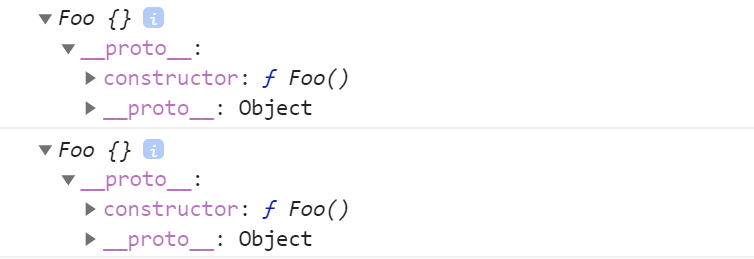 Foo {} i
__proto__:
constructor: ƒ Foo()
__proto__: Object
Foo {} i
__proto__:
constructor: ƒ Foo()
__proto__: Object